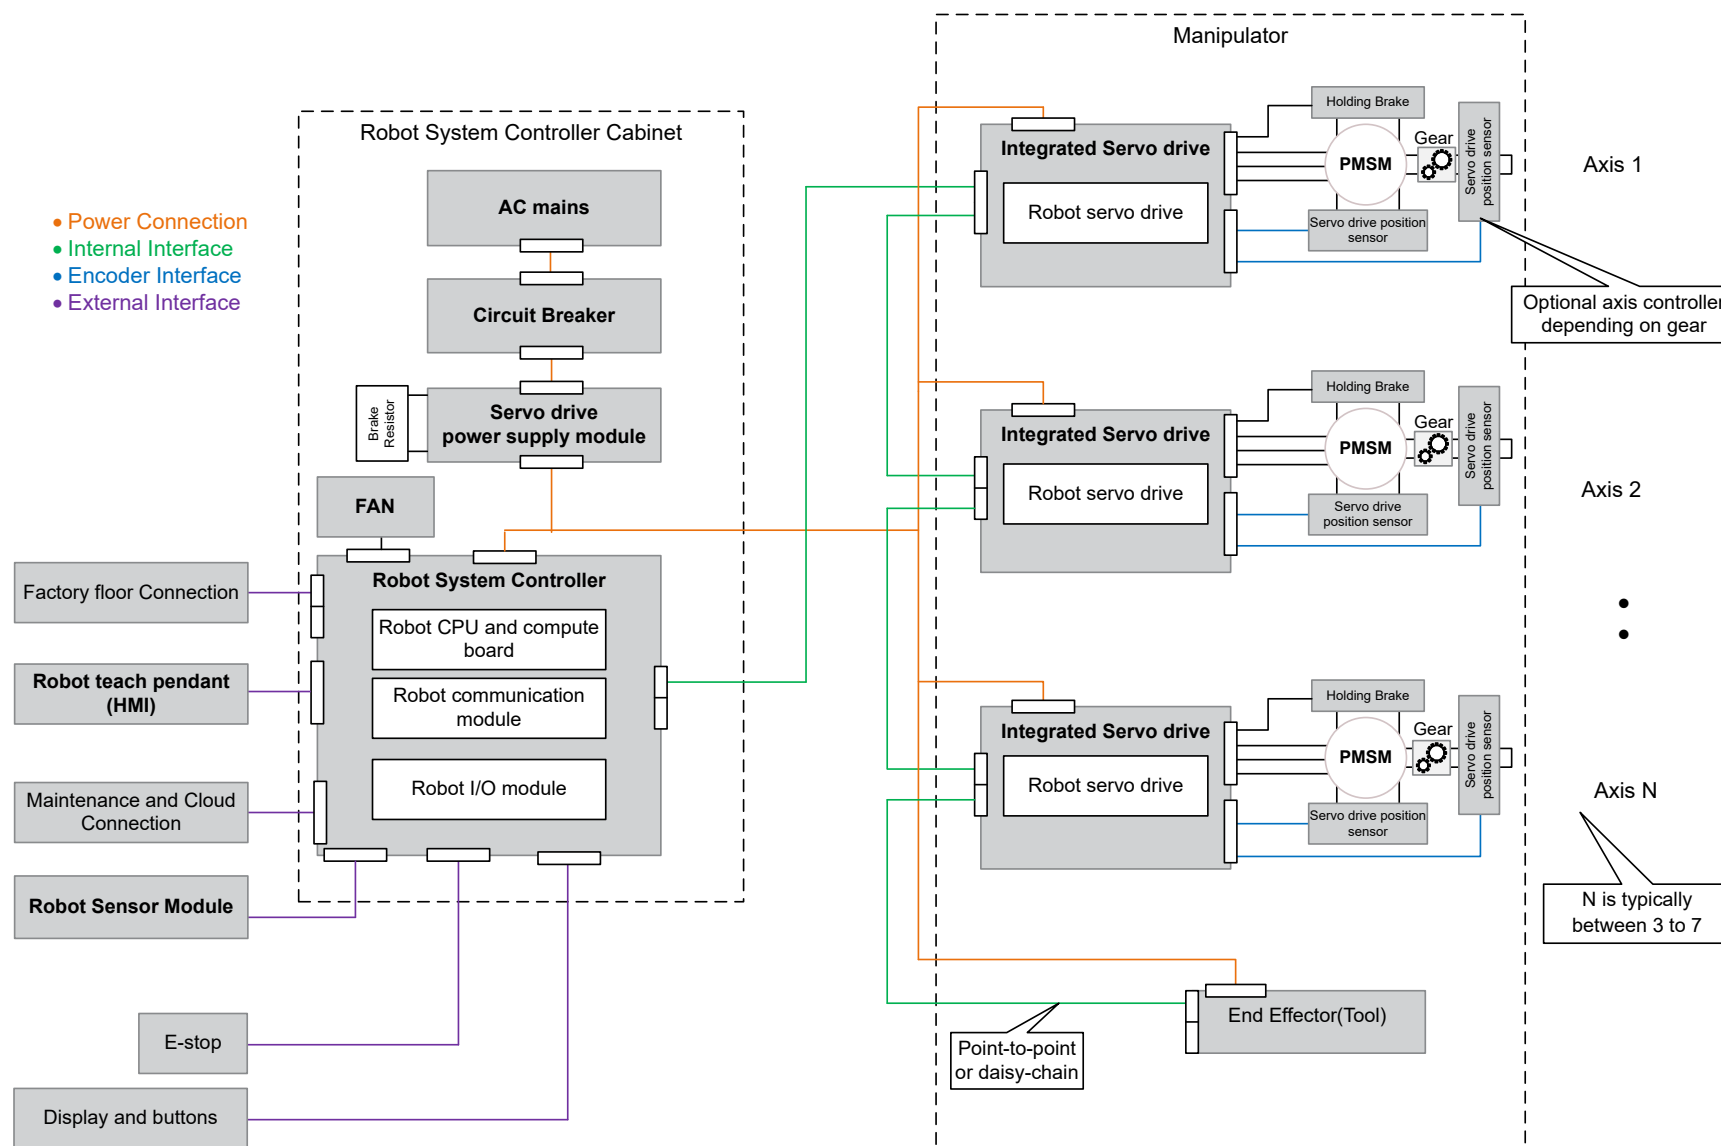 Manipulator
Robot System Controller Cabinet
AC mains
Circuit Breaker
Servo drive
power supply module
Brake
Resistor
FAN
• Power Connection
• Internal Interface
• Encoder Interface
• External Interface
Robot System Controller
Robot CPU and compute
board
Robot communication
module
Robot I/O module
Factory floor Connection
Robot teach pendant
(HMI)
Maintenance and Cloud
Connection
Robot Sensor Module
E-stop
Display and buttons
Integrated Servo drive
Robot servo drive
Holding Brake
PMSM
Gear
Servo drive
position sensor
Servo drive position
sensor
Axis 1
Optional axis controller
depending on gear
Integrated Servo drive
Robot servo drive
Holding Brake
PMSM
Gear
Servo drive
position sensor
Servo drive
position sensor
Axis 2
Integrated Servo drive
Robot servo drive
Holding Brake
PMSM
Gear
Servo drive
position sensor
Servo drive position
sensor
Axis N
N is typically
between 3 to 7
End Effector(Tool)
Point-to-point
or daisy-chain